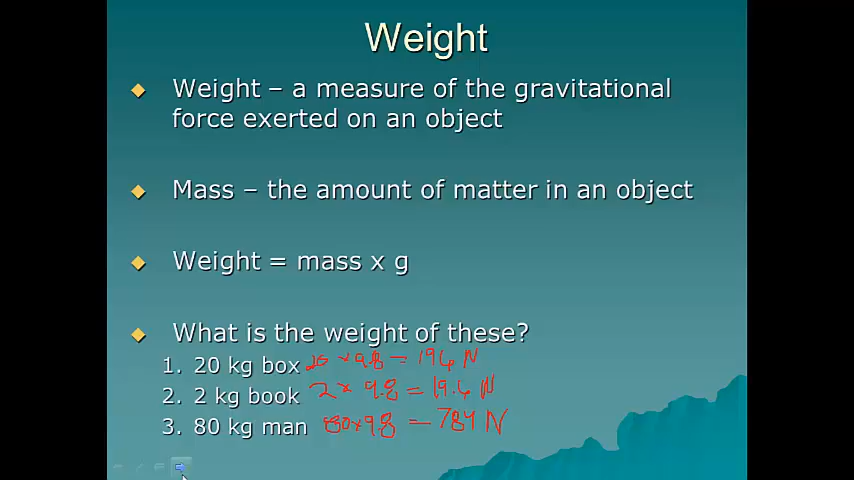 Weight
Weight – a measure of the gravitational
force exerted on an object
Mass – the amount of matter in an object
Weight = mass x g
What is the weight of these?
1. 20 kg box 20 × 9.8 = 196 N
2. 2 kg book 2 × 9.8 = 19.6 N
3. 80 kg man 80 × 9.8 = 784 N